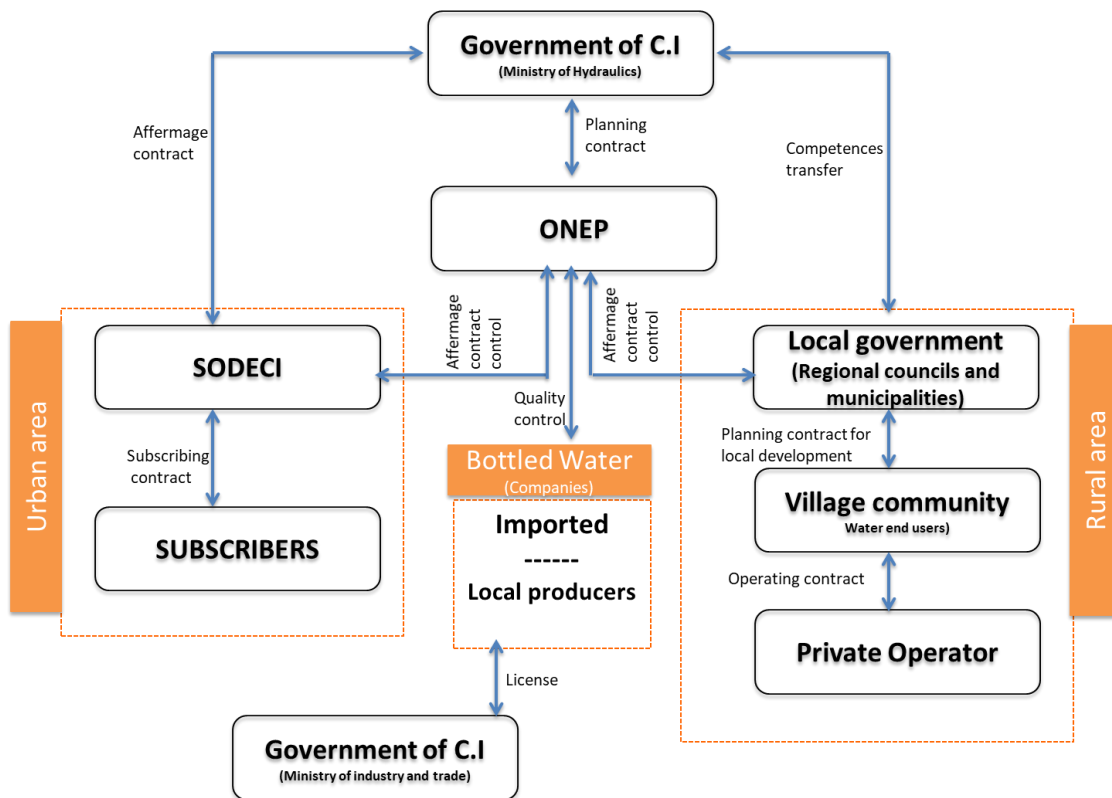 Government of C.I
(Ministry of Hydraulics)
Affermage
contract
Planning
contract
Competences
transfer
ONEP
Urban area
SODECI
Affermage
contract
control
Affermage
contract
control
Local government
(Regional councils and
municipalities)
Rural area
Quality
control
Subscribing
contract
Planning contract for
local development
Bottled Water
(Companies)
SUBSCRIBERS
Imported
------
Local producers
Village community
Water end users)
Operating contract
Private Operator
License
Government of C.I
(Ministry of industry and trade)